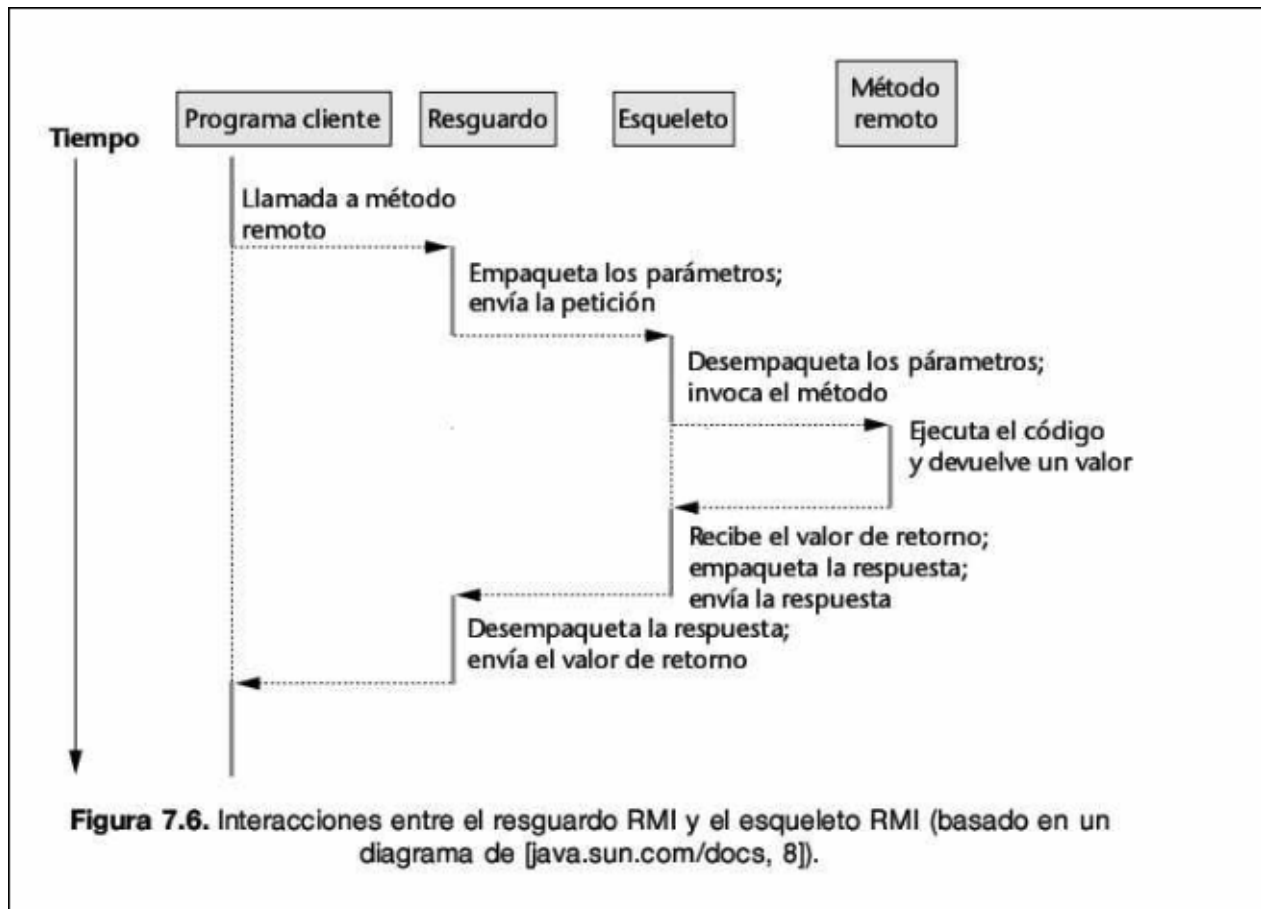 Tiempo
Programa cliente
Resguardo
Esqueleto
Método
remoto
Llamada a método
remoto
Empaqueta los parámetros;
envía la petición
Desempaqueta los párametros;
invoca el método
Ejecuta el código
y devuelve un valor
Recibe el valor de retorno;
empaqueta la respuesta;
envía la respuesta
Desempaqueta la respuesta;
envía el valor de retorno
Figura 7.6. Interacciones entre el resguardo RMI y el esqueleto RMI (basado en un
diagrama de [java.sun.com/docs, 8]).